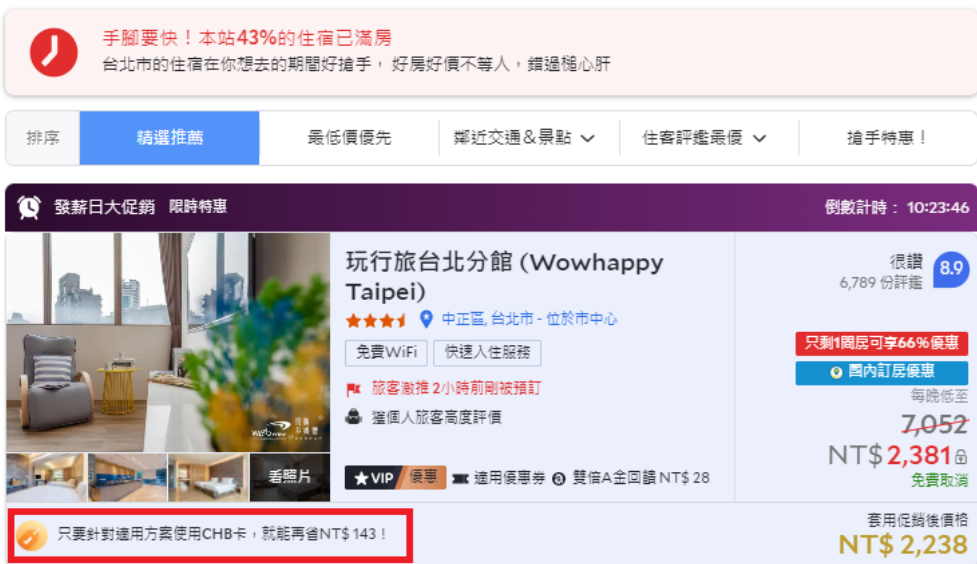 手腳要快！本站43%的住宿已滿房
台北市的住宿在你想去的期間好搶手， 好房好價不等人，錯過槌心肝
排序
精選推薦
最低價優先
鄰近交通&景點
住客評鑑最優
搶手特惠！
發薪日大促銷 限時特惠
倒數計時： 10:23:46
玩行旅台北分館 (Wowhappy
Taipei)
中正區, 台北市 - 位於市中心
免費WiFi
快速入住服務
旅客激推 2小時前剛被預訂
獲個人旅客高度評價
VIP 優惠 適用優惠券 雙倍A金回饋 NT$ 28
看照片
很讚
8.9
6,789 份評鑑
只剩1間房可享66%優惠
國內訂房優惠
每晚低至
7,052
NT$ 2,381
免費取消
只要針對適用方案使用CHB卡，就能再省NT$ 143！
套用促銷後價格
NT$ 2,238